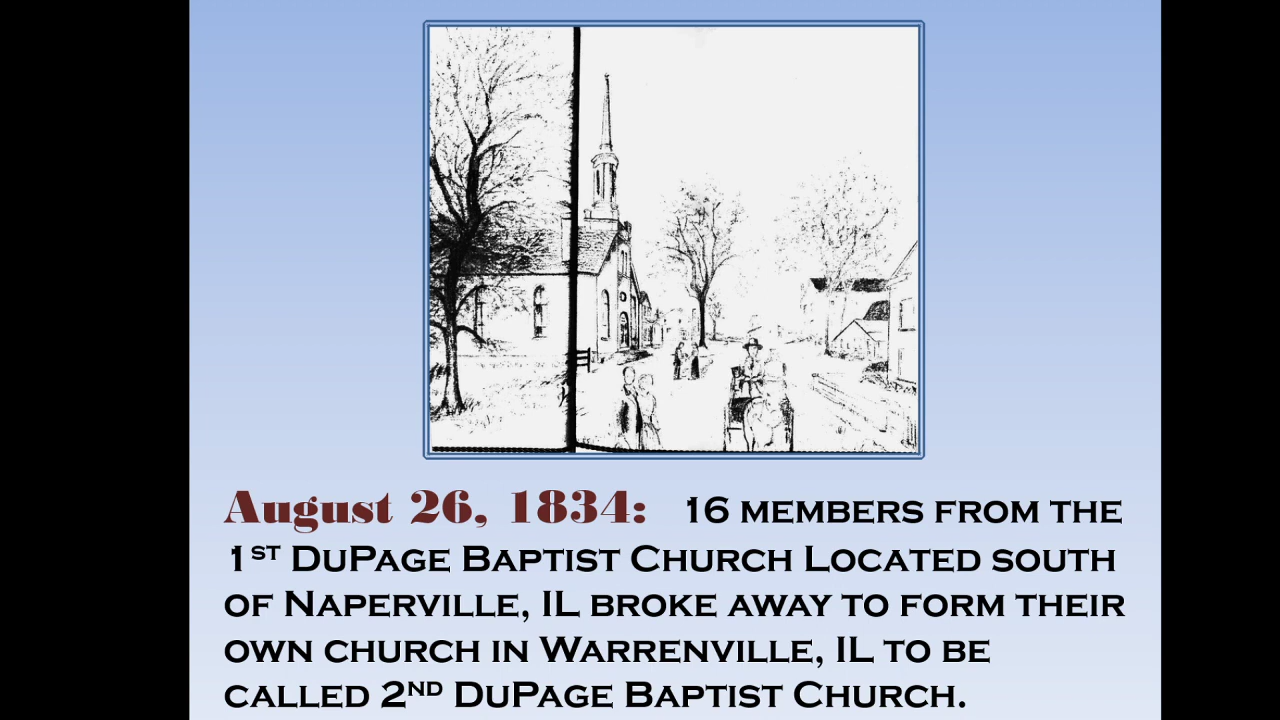 August 26, 1834: 16 members from the
1st DuPage Baptist Church Located south
of Naperville, IL broke away to form their
own church in Warrenville, IL to be
called 2nd DuPage Baptist Church.